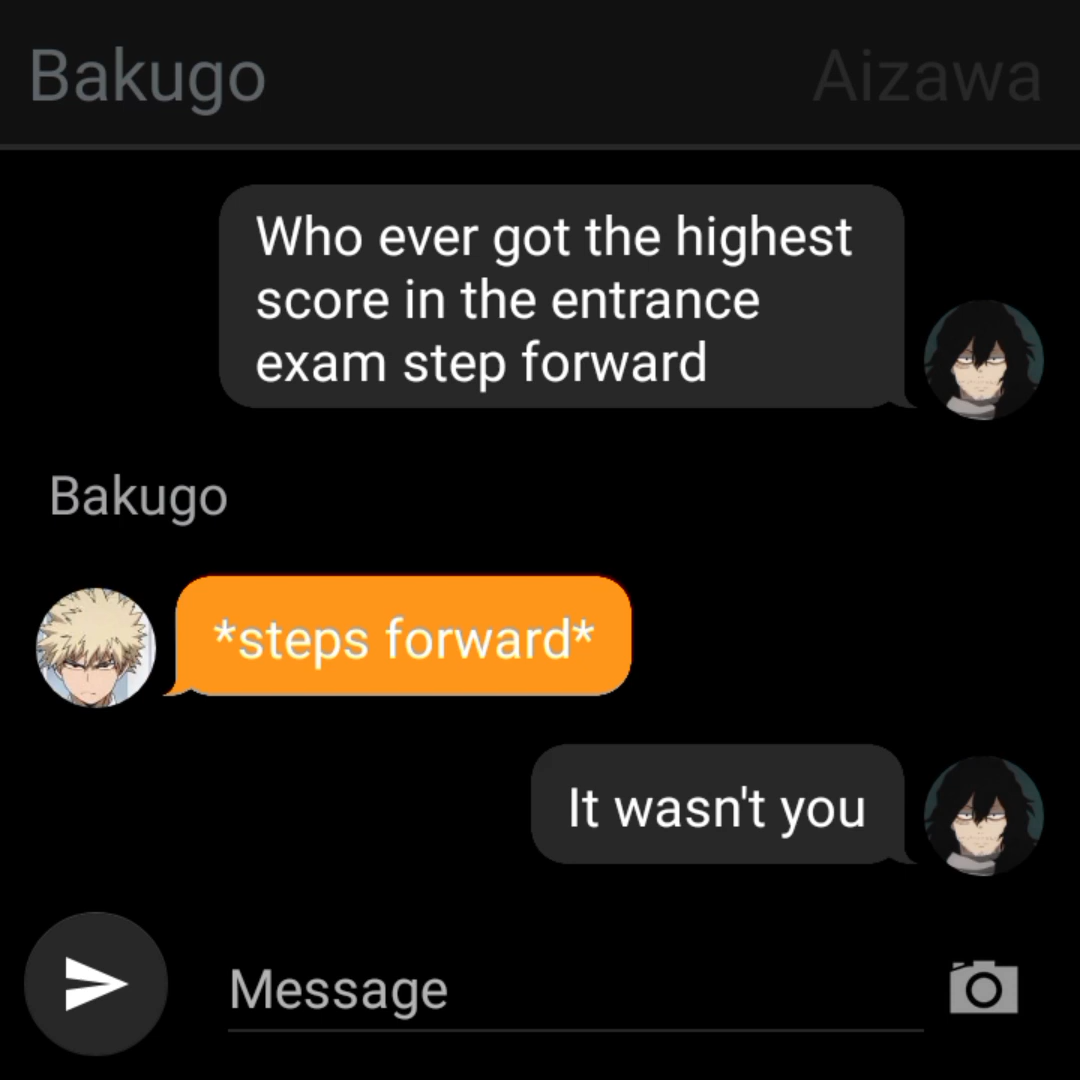 Bakugo
Aizawa
Who ever got the highest
score in the entrance
exam step forward
Bakugo
*steps forward*
It wasn't you
Message